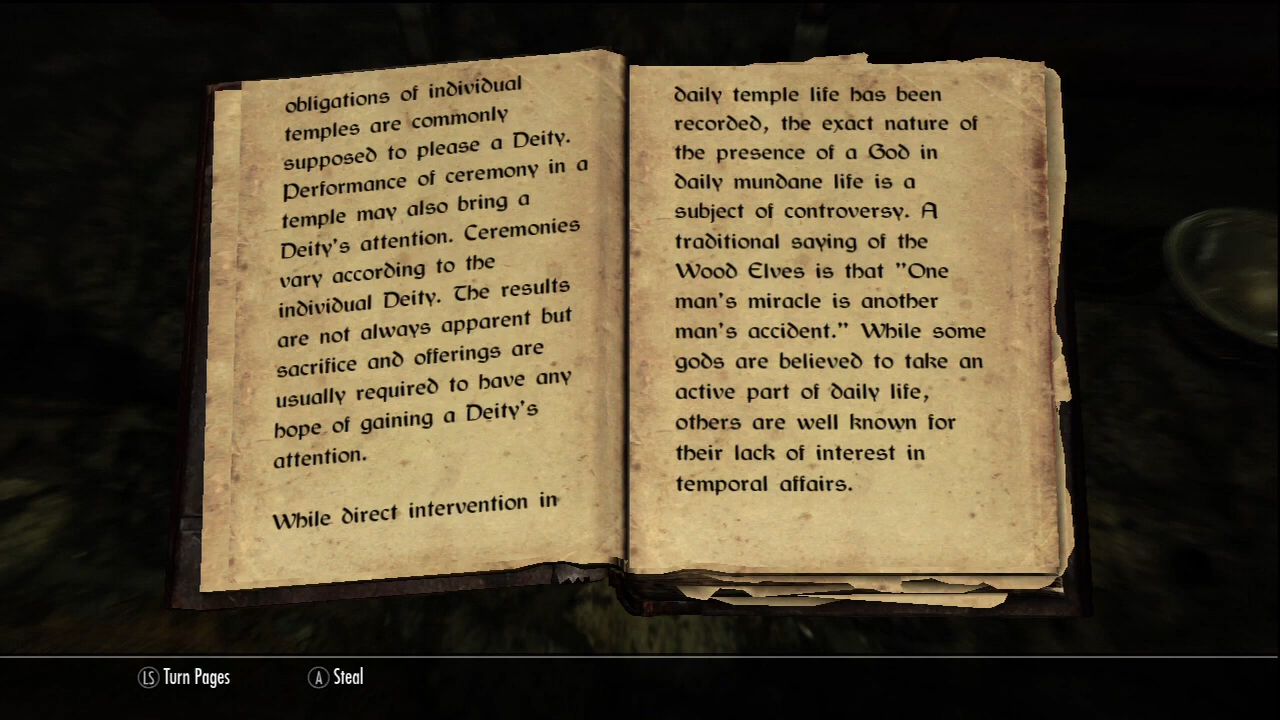 obligations of individual
temples are commonly
supposed to please a Deity.
Performance of ceremony in a
temple may also bring a
Deity's attention. Ceremonies
vary according to the
individual Deity. The results
are not always apparent but
sacrifice and offerings are
usually required to have any
hope of gaining a Deity's
attention.
While direct intervention in
daily temple life has been
recorded, the exact nature of
the presence of a God in
daily mundane life is a
subject of controversy. A
traditional saying of the
Wood Elves is that "One
man's miracle is another
man's accident." While some
gods are believed to take an
active part of daily life,
others are well known for
their lack of interest in
temporal affairs.
LS Turn Pages
A Steal